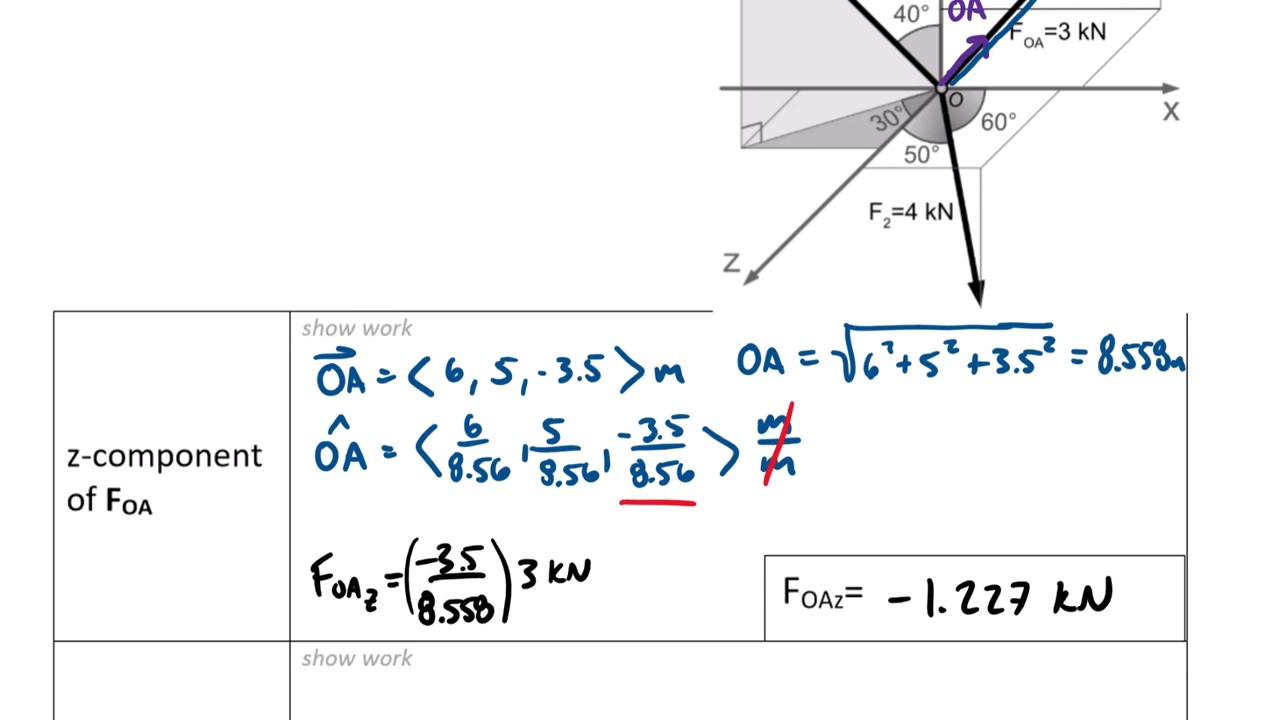 40° OA
F_OA=3 kN
O
X
30°
60°
50°
F_2=4 kN
Z
show work
→OA = < 6, 5, -3.5 > m OA = √(6² + 5² + 3.5²) = 8.558m
^OA = < 6/8.56, 5/8.56, -3.5/8.56 > m/m
z-component
of F_OA
F_OAz = (-3.5/8.558) 3 kN
F_OAz= -1.227 kN
show work